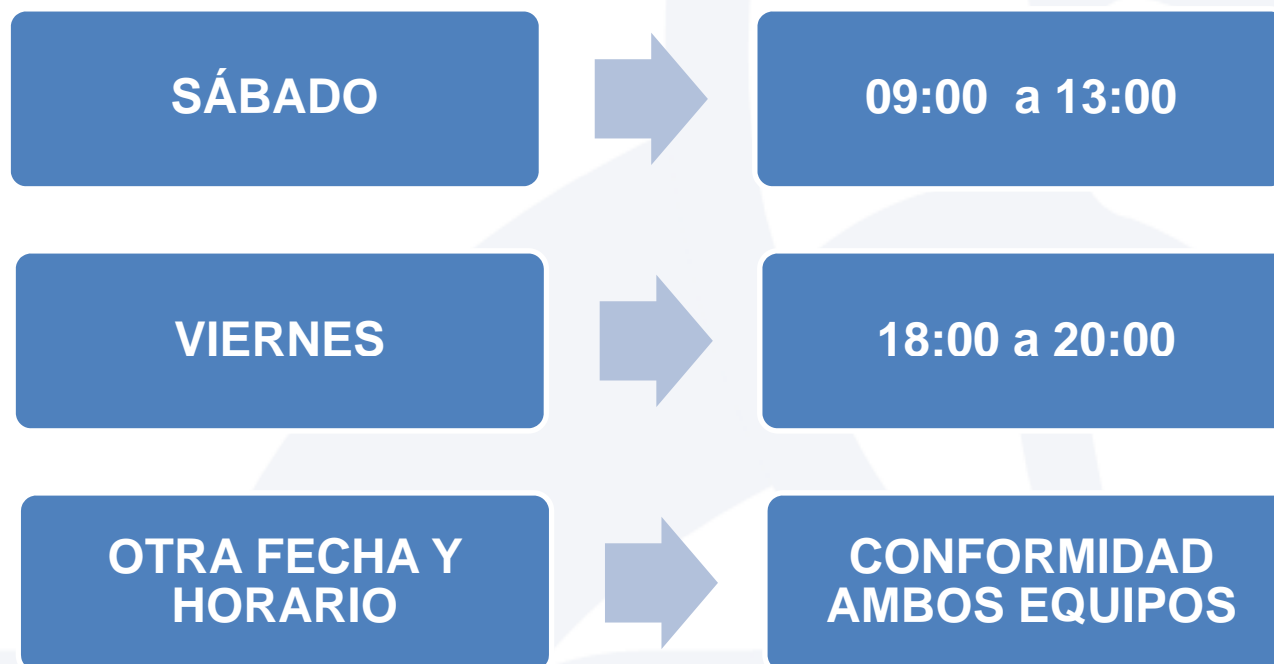 SÁBADO
09:00 a 13:00
VIERNES
18:00 a 20:00
OTRA FECHA Y
HORARIO
CONFORMIDAD
AMBOS EQUIPOS